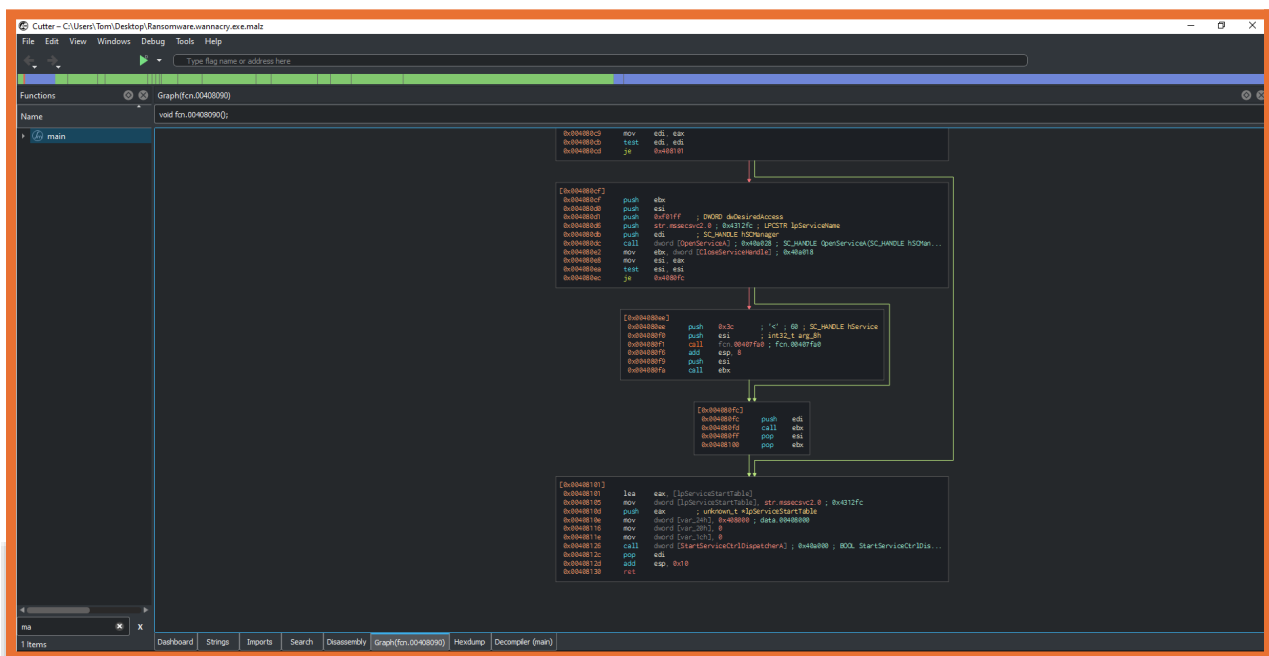 Cutter – C:\Users\Tom\Desktop\Ransomware.wannacry.exe.malz
File Edit View Windows Debug Tools Help
Type flag name or address here
Functions
Graph(fcn.00408090)
Name
void fcn.00408090();
main
0x004080c9 mov edi, eax
0x004080cb test edi, edi
0x004080cd je 0x408101
[0x004080cf]
0x004080cf push ebx
0x004080d0 push esi
0x004080d1 push 0xf01ff ; DWORD dwDesiredAccess
0x004080d6 push str.mssecsvc2.0 ; 0x4312fc ; LPCSTR lpServiceName
0x004080db push edi ; SC_HANDLE hSCManager
0x004080dc call dword [OpenServiceA] ; 0x40a028 ; SC_HANDLE OpenServiceA(SC_HANDLE hSCMan...
0x004080e2 mov ebx, dword [CloseServiceHandle] ; 0x40a018
0x004080e8 mov esi, eax
0x004080ea test esi, esi
0x004080ec je 0x4080fc
[0x004080ee]
0x004080ee push 0x3c ; '<' ; 60 ; SC_HANDLE hService
0x004080f0 push esi ; int32_t arg_8h
0x004080f1 call fcn.00407fa0 ; fcn.00407fa0
0x004080f6 add esp, 8
0x004080f9 push esi
0x004080fa call ebx
[0x004080fc]
0x004080fc push edi
0x004080fd call ebx
0x004080ff pop esi
0x00408100 pop ebx
[0x00408101]
0x00408101 lea eax, [lpServiceStartTable]
0x00408105 mov dword [lpServiceStartTable], str.mssecsvc2.0 ; 0x4312fc
0x0040810d push eax ; unknown_t *lpServiceStartTable
0x0040810e mov dword [var_24h], 0x408000 ; data.00408000
0x00408116 mov dword [var_20h], 0
0x0040811e mov dword [var_1ch], 0
0x00408126 call dword [StartServiceCtrlDispatcherA] ; 0x40a000 ; BOOL StartServiceCtrlDis...
0x0040812c pop edi
0x0040812d add esp, 0x10
0x00408130 ret
ma
x
1 Items
Dashboard Strings Imports Search Disassembly Graph(fcn.00408090) Hexdump Decompiler (main)